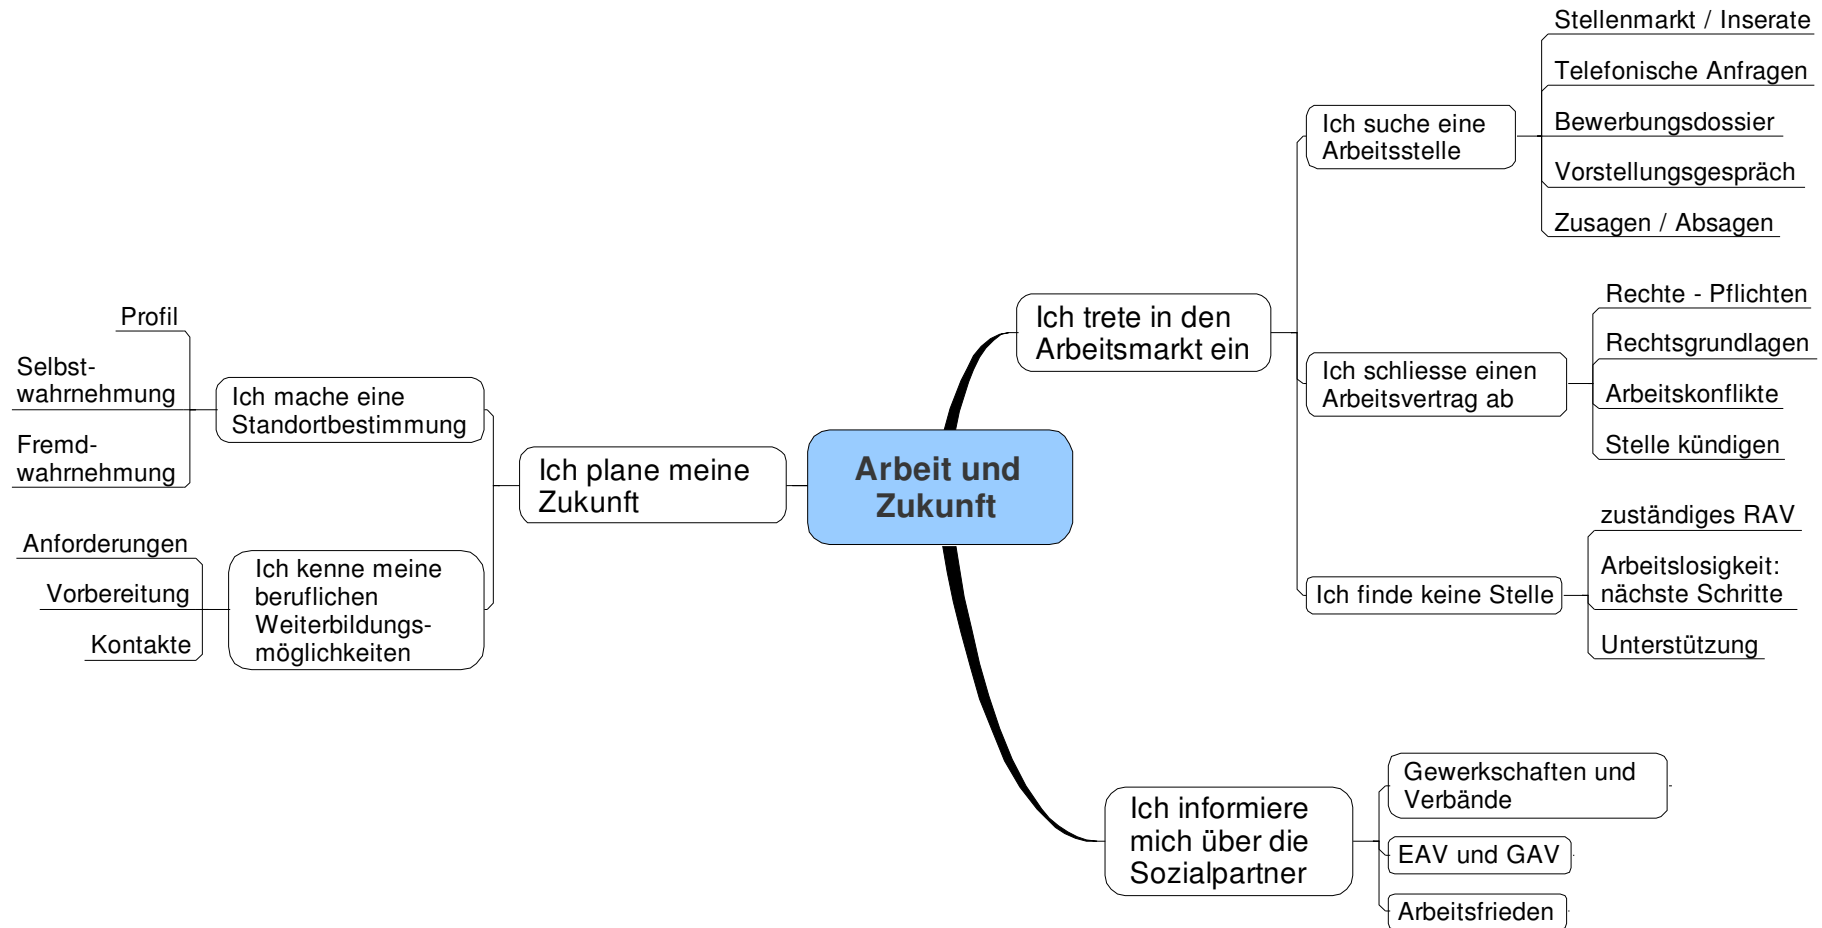 Arbeit und
Zukunft
Ich plane meine
Zukunft
Ich mache eine
Standortbestimmung
Profil
Selbst-
wahrnehmung
Fremd-
wahrnehmung
Ich kenne meine
beruflichen
Weiterbildungs-
möglichkeiten
Anforderungen
Vorbereitung
Kontakte
Ich trete in den
Arbeitsmarkt ein
Ich suche eine
Arbeitsstelle
Stellenmarkt / Inserate
Telefonische Anfragen
Bewerbungsdossier
Vorstellungsgespräch
Zusagen / Absagen
Ich schliesse einen
Arbeitsvertrag ab
Rechte - Pflichten
Rechtsgrundlagen
Arbeitskonflikte
Stelle kündigen
Ich finde keine Stelle
zuständiges RAV
Arbeitslosigkeit:
nächste Schritte
Unterstützung
Ich informiere
mich über die
Sozialpartner
Gewerkschaften und
Verbände
EAV und GAV
Arbeitsfrieden